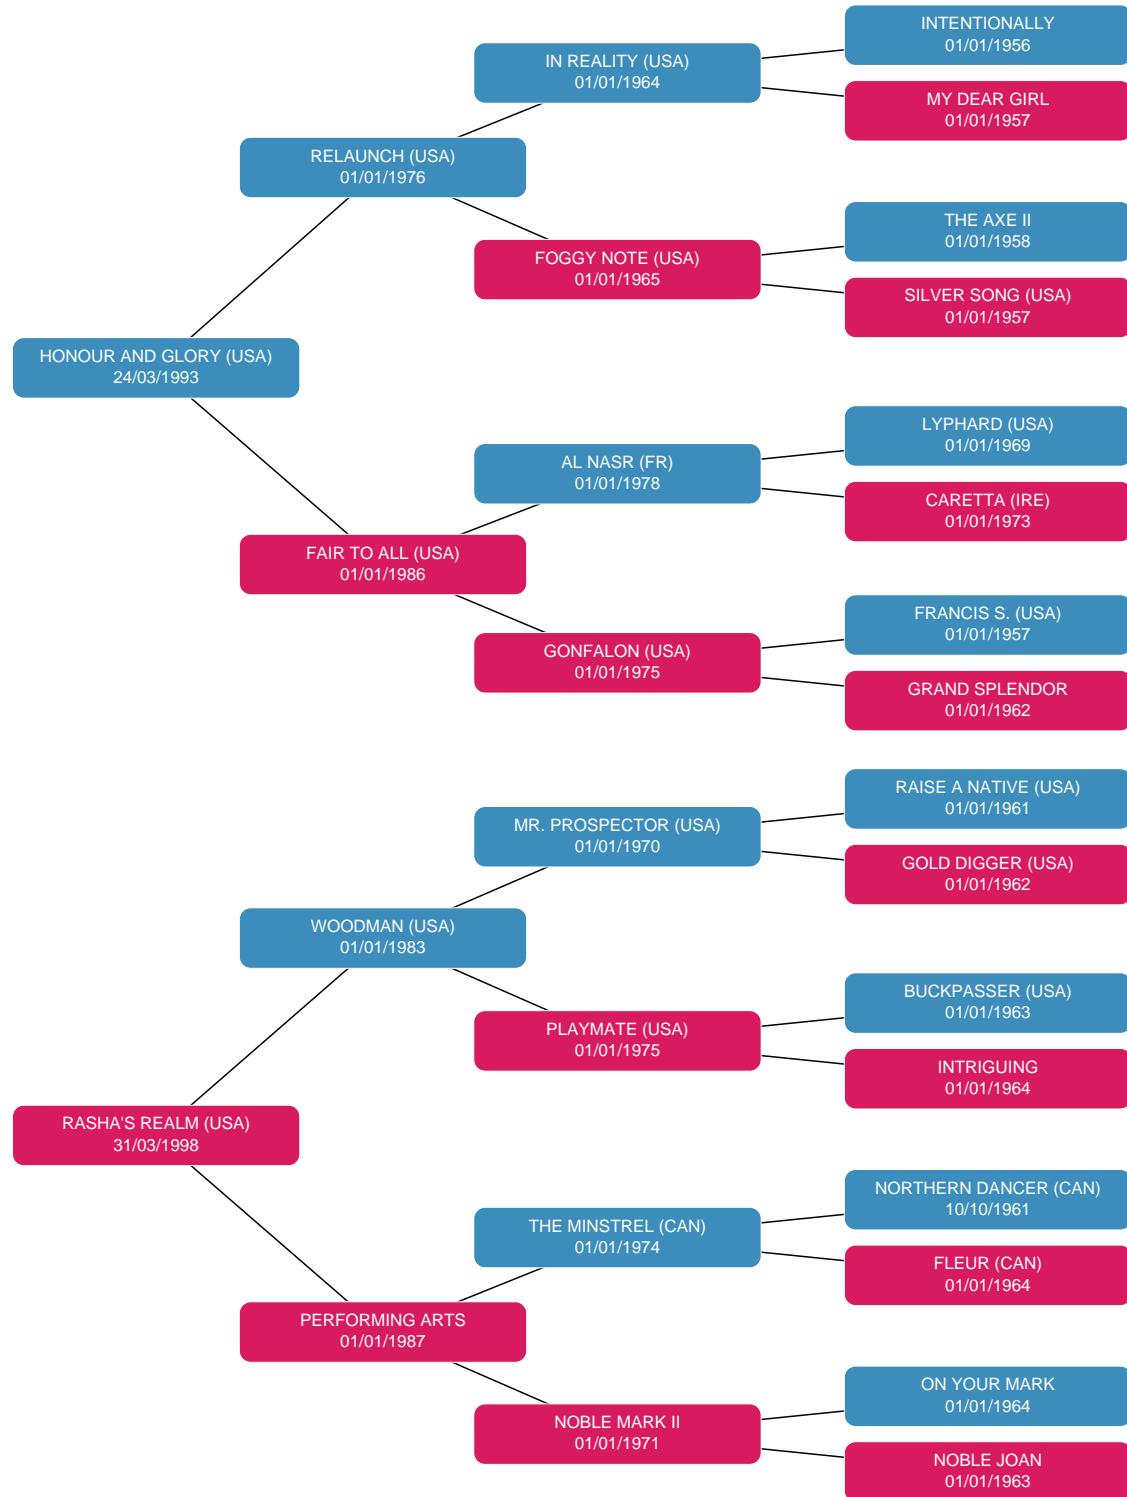 INTENTIONALLY
01/01/1956
IN REALITY (USA)
01/01/1964
MY DEAR GIRL
01/01/1957
RELAUNCH (USA)
01/01/1976
THE AXE II
01/01/1958
FOGGY NOTE (USA)
01/01/1965
SILVER SONG (USA)
01/01/1957
HONOUR AND GLORY (USA)
24/03/1993
LYPHARD (USA)
01/01/1969
AL NASR (FR)
01/01/1978
CARETTA (IRE)
01/01/1973
FAIR TO ALL (USA)
01/01/1986
FRANCIS S. (USA)
01/01/1957
GONFALON (USA)
01/01/1975
GRAND SPLENDOR
01/01/1962
RAISE A NATIVE (USA)
01/01/1961
MR. PROSPECTOR (USA)
01/01/1970
GOLD DIGGER (USA)
01/01/1962
WOODMAN (USA)
01/01/1983
BUCKPASSER (USA)
01/01/1963
PLAYMATE (USA)
01/01/1975
INTRIGUING
01/01/1964
RASHA'S REALM (USA)
31/03/1998
NORTHERN DANCER (CAN)
10/10/1961
THE MINSTREL (CAN)
01/01/1974
FLEUR (CAN)
01/01/1964
PERFORMING ARTS
01/01/1987
ON YOUR MARK
01/01/1964
NOBLE MARK II
01/01/1971
NOBLE JOAN
01/01/1963